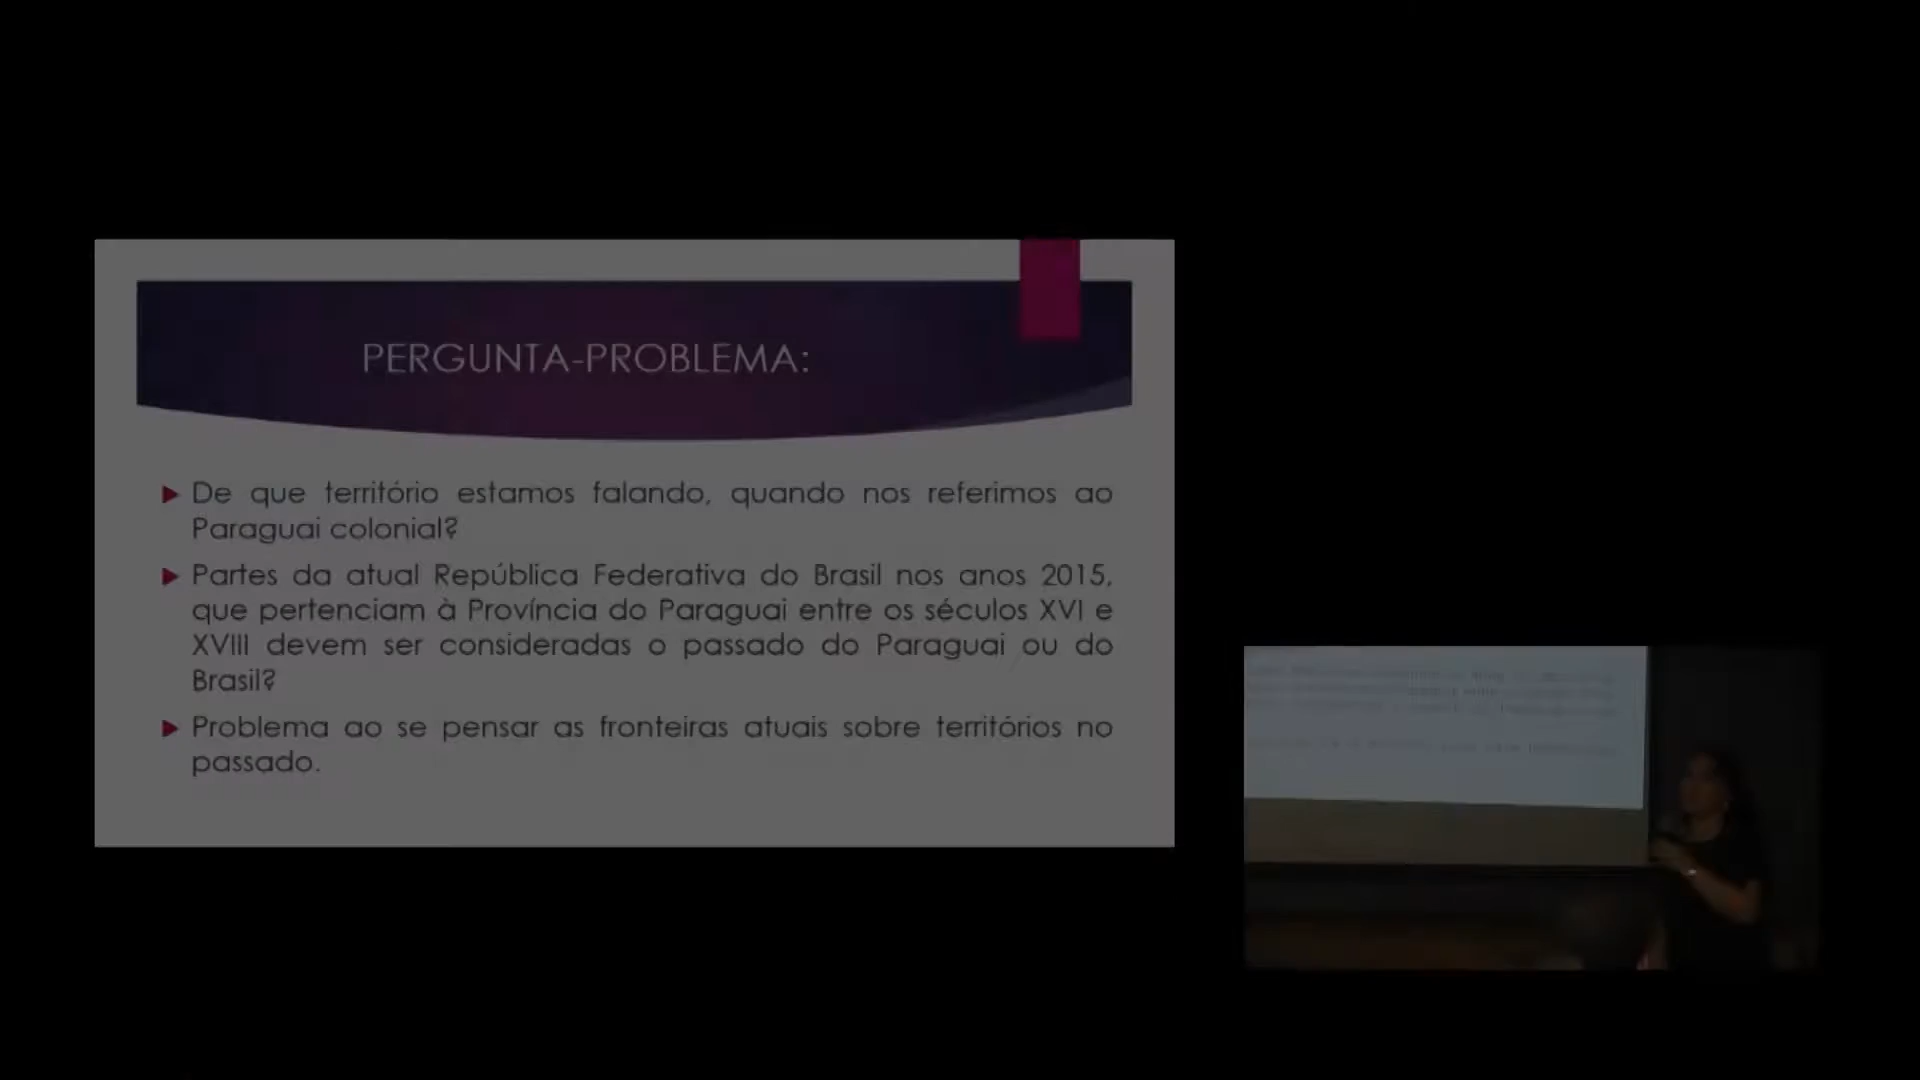 PERGUNTA-PROBLEMA:
De que território estamos falando, quando nos referimos ao
Paraguai colonial?
Partes da atual República Federativa do Brasil nos anos 2015,
que pertenciam à Província do Paraguai entre os séculos XVI e
XVIII devem ser consideradas o passado do Paraguai ou do
Brasil?
Problema ao se pensar as fronteiras atuais sobre territórios no
passado.